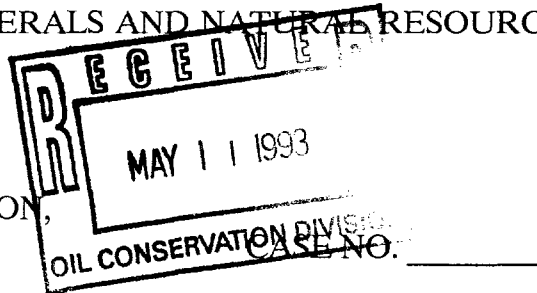 ERALS AND NATURAL RESOURC
RECEIVED
MAY 11 1993
ON,
OIL CONSERVATION DIVISION
CASE NO.